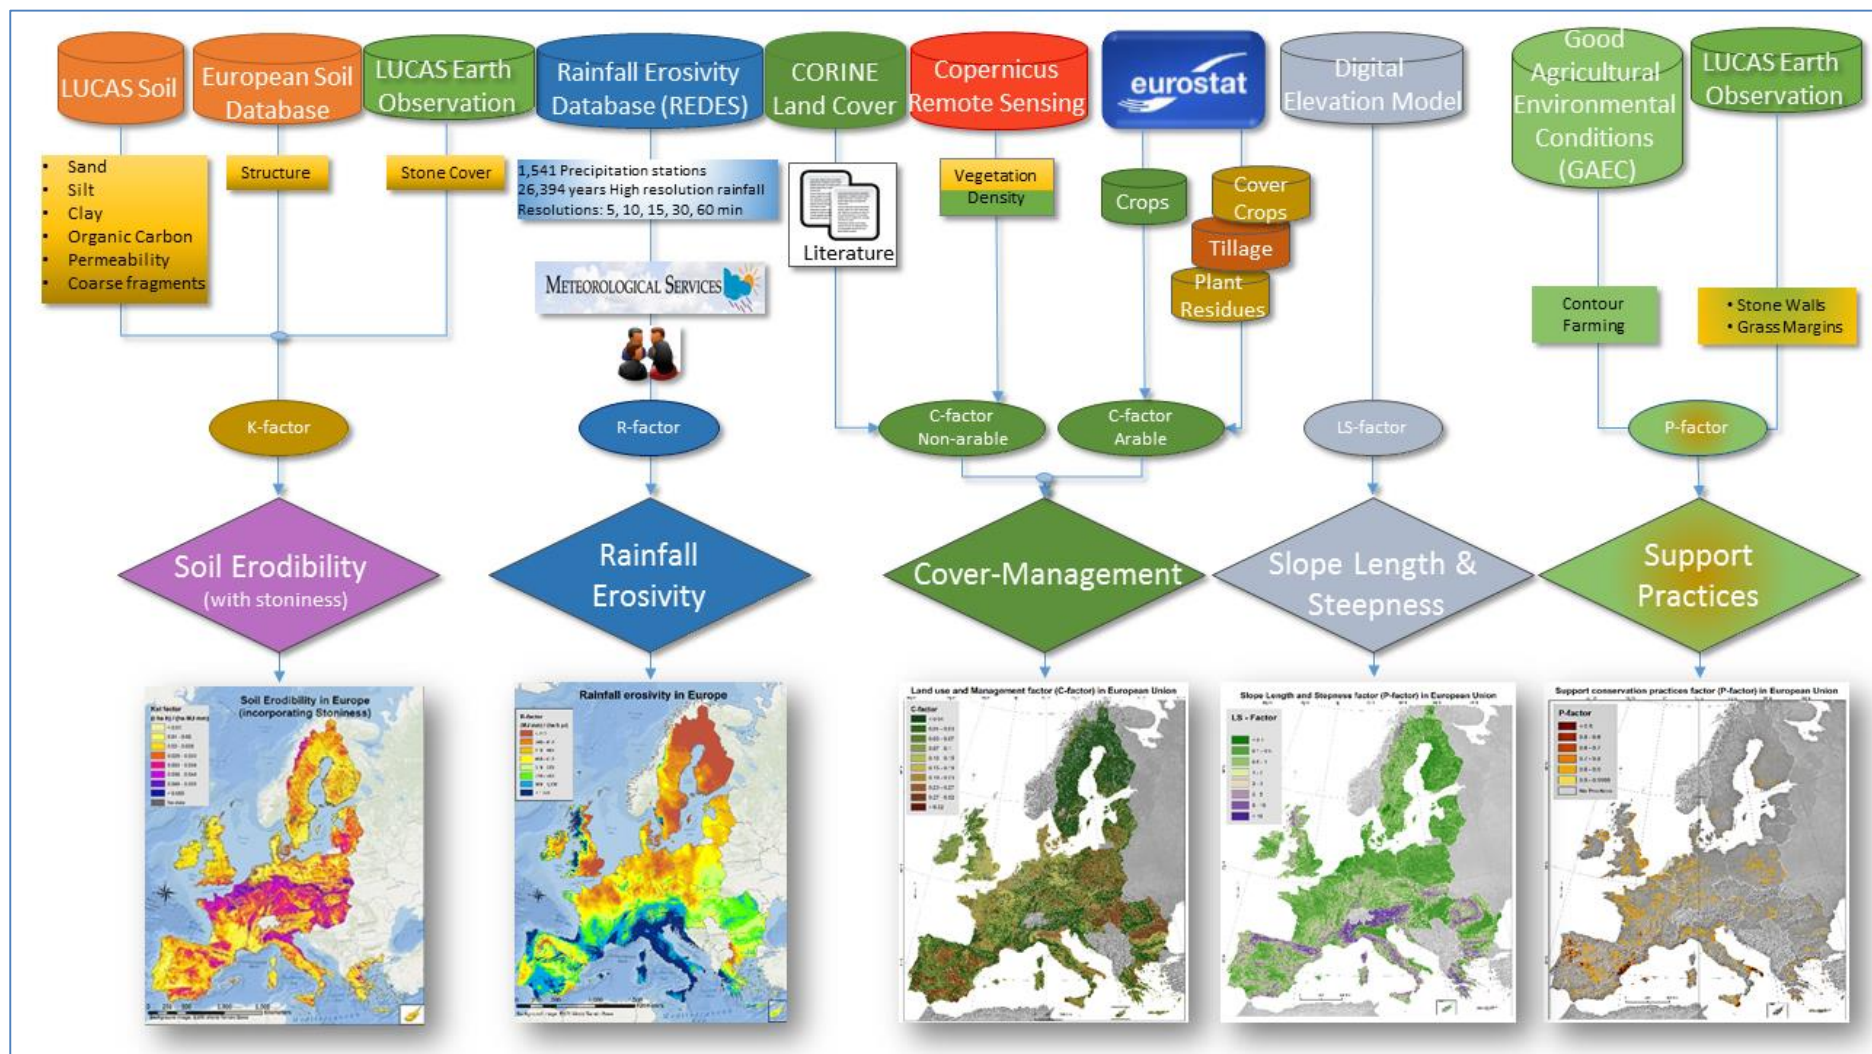 LUCAS Soil
European Soil
Database
LUCAS Earth
Observation
Rainfall Erosivity
Database (REDES)
CORINE
Land Cover
Copernicus
Remote Sensing
eurostat
Digital
Elevation Model
Good
Agricultural
Environmental
Conditions
(GAEC)
LUCAS Earth
Observation
• Sand
• Silt
• Clay
• Organic Carbon
• Permeability
• Coarse fragments
Structure
Stone Cover
1,541 Precipitation stations
26,394 years High resolution rainfall
Resolutions: 5, 10, 15, 30, 60 min
METEOROLOGICAL SERVICES
Literature
Vegetation
Density
Crops
Cover
Crops
Tillage
Plant
Residues
Contour
Farming
• Stone Walls
• Grass Margins
K-factor
R-factor
C-factor
Non-arable
C-factor
Arable
LS-factor
P-factor
Soil Erodibility
(with stoniness)
Rainfall
Erosivity
Cover-Management
Slope Length &
Steepness
Support
Practices
Soil Erodibility in Europe
(incorporating Stoniness)
Rainfall erosivity in Europe
R-factor
Land use and Management factor (C-factor) in European Union
C-factor
Slope Length and Stepness factor (P-factor) in European Union
LS - Factor
Support conservation practices factor (P-factor) in European Union
P-factor
No Practices